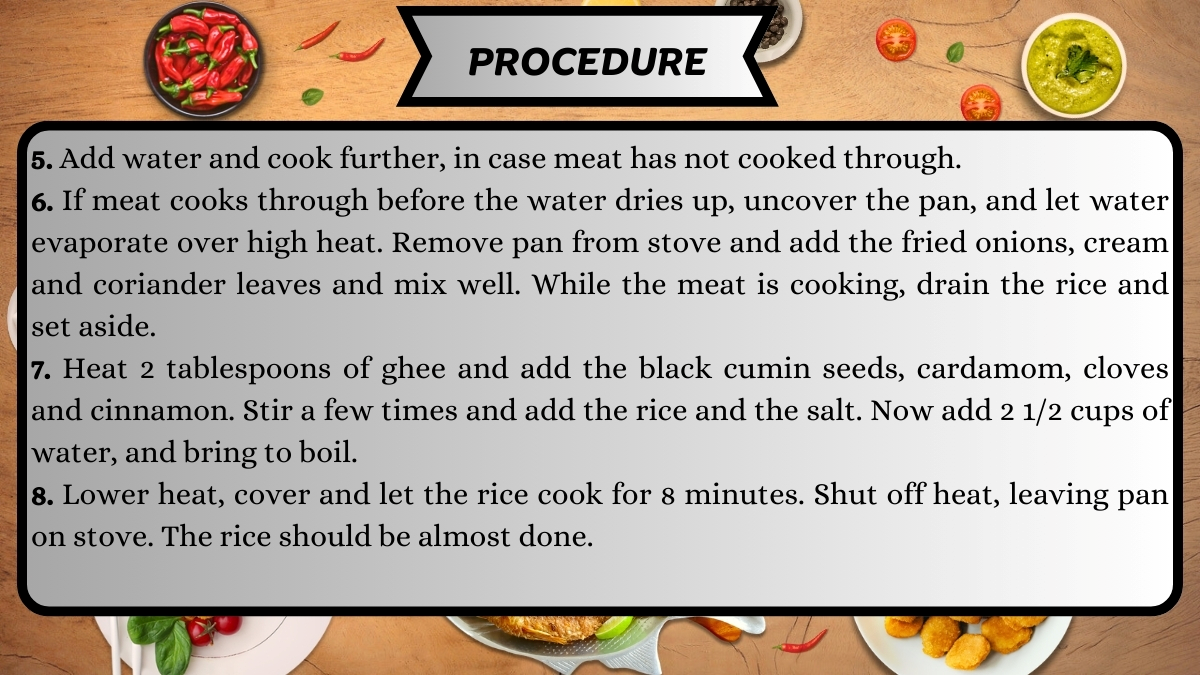 PROCEDURE
5. Add water and cook further, in case meat has not cooked through.
6. If meat cooks through before the water dries up, uncover the pan, and let water
evaporate over high heat. Remove pan from stove and add the fried onions, cream
and coriander leaves and mix well. While the meat is cooking, drain the rice and
set aside.
7. Heat 2 tablespoons of ghee and add the black cumin seeds, cardamom, cloves
and cinnamon. Stir a few times and add the rice and the salt. Now add 2 1/2 cups of
water, and bring to boil.
8. Lower heat, cover and let the rice cook for 8 minutes. Shut off heat, leaving pan
on stove. The rice should be almost done.